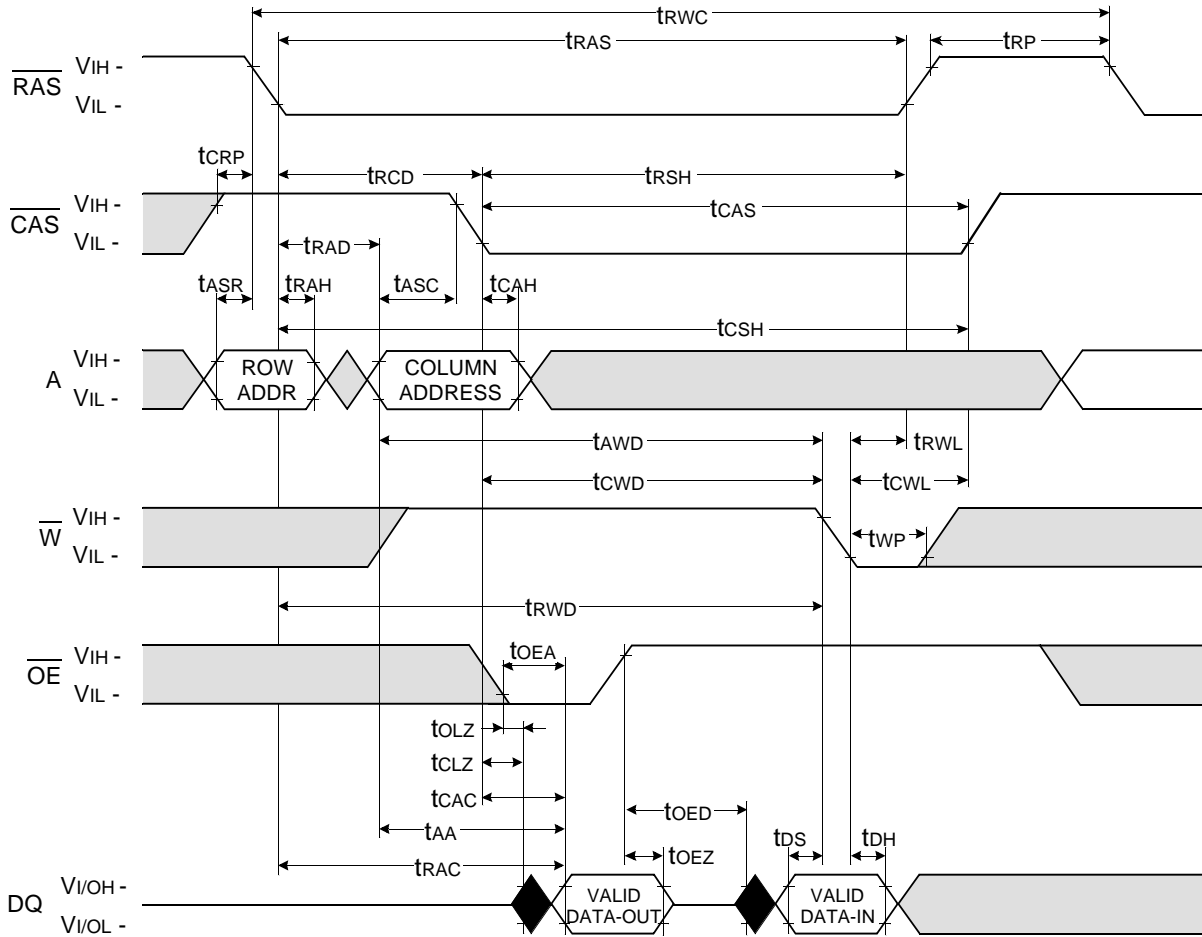 tRWC
tRAS
tRP
RAS
VIH -
VIL -
tCRP
tRCD
tRSH
CAS
VIH -
VIL -
tCAS
tRAD
tASR
tRAH
tASC
tCAH
tCSH
A
VIH -
VIL -
ROW
ADDR
COLUMN
ADDRESS
tAWD
tRWL
tCWD
tCWL
W
VIH -
VIL -
tWP
tRWD
OE
VIH -
VIL -
tOEA
tOLZ
tCLZ
tCAC
tOED
tAA
tOEZ
tDS
tDH
tRAC
DQ
VI/OH -
VI/OL -
VALID
DATA-OUT
VALID
DATA-IN